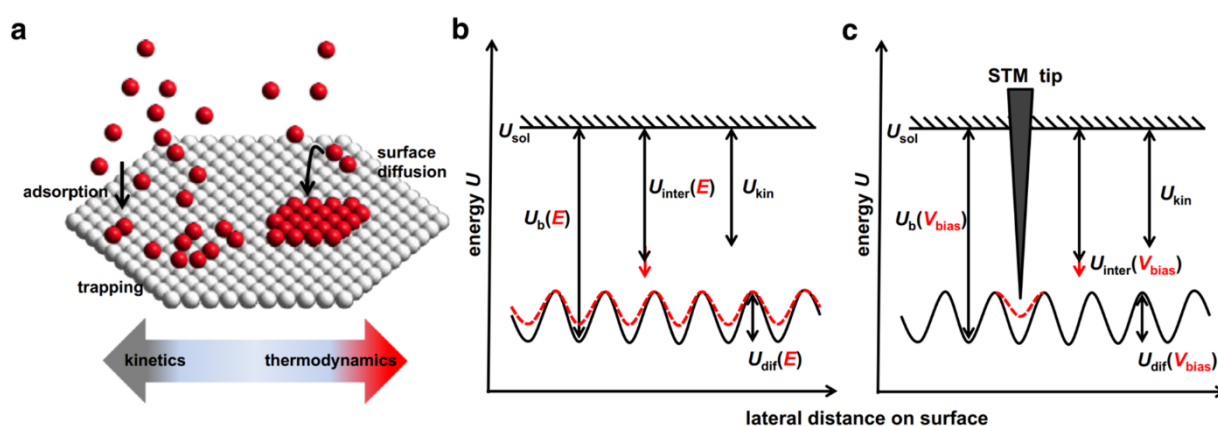 a
adsorption
surface
diffusion
trapping
kinetics
thermodynamics
b
energy U
Usol
Ub(E)
Uinter(E)
Ukin
Udif(E)
c
STM tip
energy U
Usol
Ub(Vbias)
Ukin
Uinter(Vbias)
Udif(Vbias)
lateral distance on surface